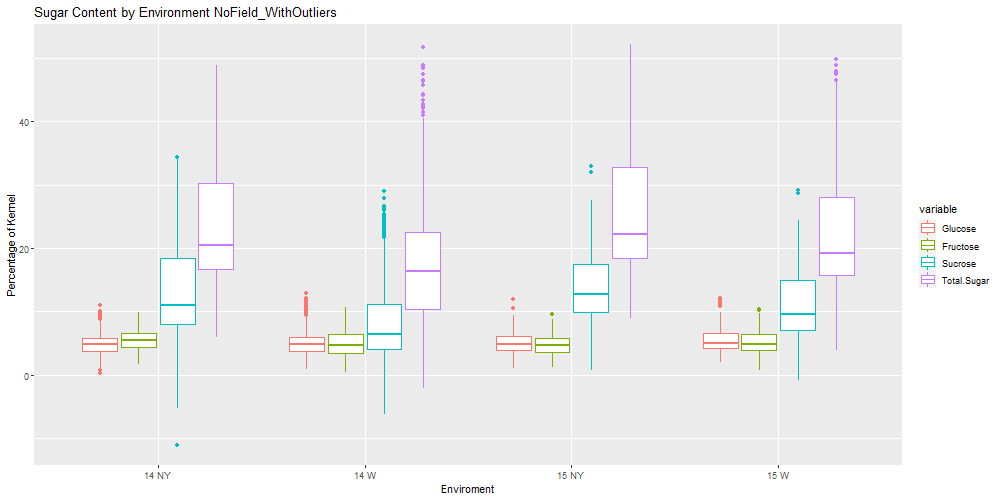 Sugar Content by Environment NoField_WithOutliers
Percentage of Kernel
40
20
0
14 NY
14 W
15 NY
15 W
Enviroment
variable
Glucose
Fructose
Sucrose
Total.Sugar